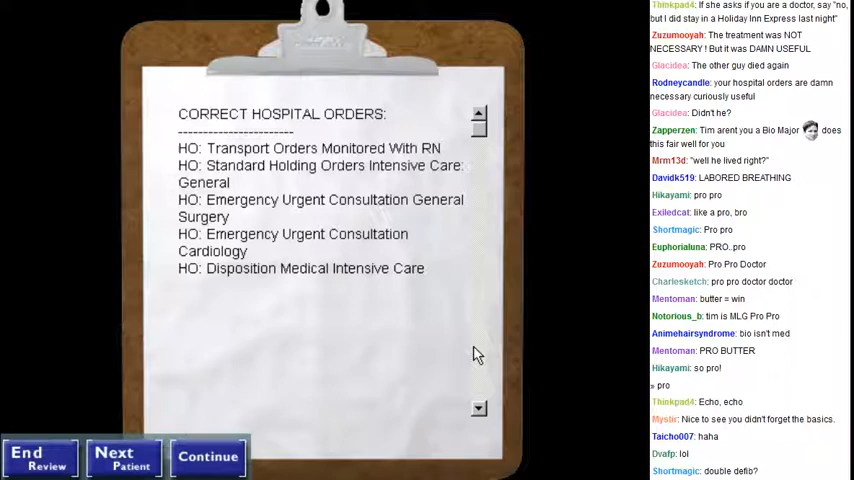 CORRECT HOSPITAL ORDERS:
-----------------------
HO: Transport Orders Monitored With RN
HO: Standard Holding Orders Intensive Care:
General
HO: Emergency Urgent Consultation General
Surgery
HO: Emergency Urgent Consultation
Cardiology
HO: Disposition Medical Intensive Care
End
Review
Next
Patient
Continue
Thinkpad4: If she asks if you are a doctor, say "no,
but I did stay in a Holiday Inn Express last night"
Zuzumooyah: The treatment was NOT
NECESSARY ! But it was DAMN USEFUL
Glacidea: The other guy died again
Rodneycandle: your hospital orders are damn
necessary curiously useful
Glacidea: Didn't he?
Zapperzen: Tim arent you a Bio Major does
this fair well for you
Mrm13d: "well he lived right?"
Davidk519: LABORED BREATHING
Hikayami: pro pro
Exiledcat: like a pro, bro
Shortmagic: Pro pro
Euphorialuna: PRO..pro
Zuzumooyah: Pro Pro Doctor
Charlesketch: pro pro doctor doctor
Mentoman: butter = win
Notorious_b: tim is MLG Pro Pro
Animehairsyndrome: bio isn't med
Mentoman: PRO BUTTER
Hikayami: so pro!
» pro
Thinkpad4: Echo, echo
Mystic: Nice to see you didn't forget the basics.
Taicho007: haha
Dvafp: lol
Shortmagic: double defib?